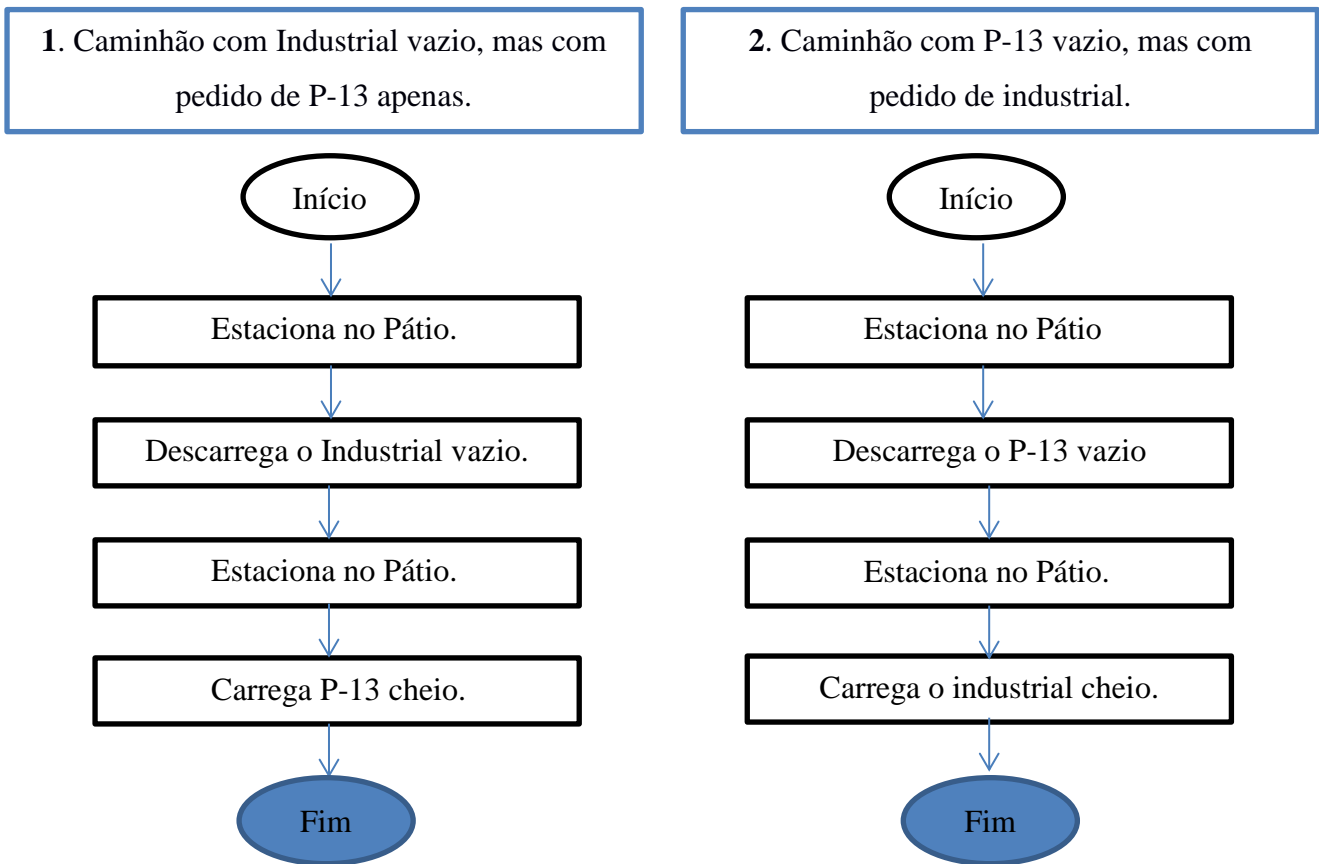 1. Caminhão com Industrial vazio, mas com
pedido de P-13 apenas.
Início
Estaciona no Pátio.
Descarrega o Industrial vazio.
Estaciona no Pátio.
Carrega P-13 cheio.
Fim
2. Caminhão com P-13 vazio, mas com
pedido de industrial.
Início
Estaciona no Pátio
Descarrega o P-13 vazio
Estaciona no Pátio.
Carrega o industrial cheio.
Fim